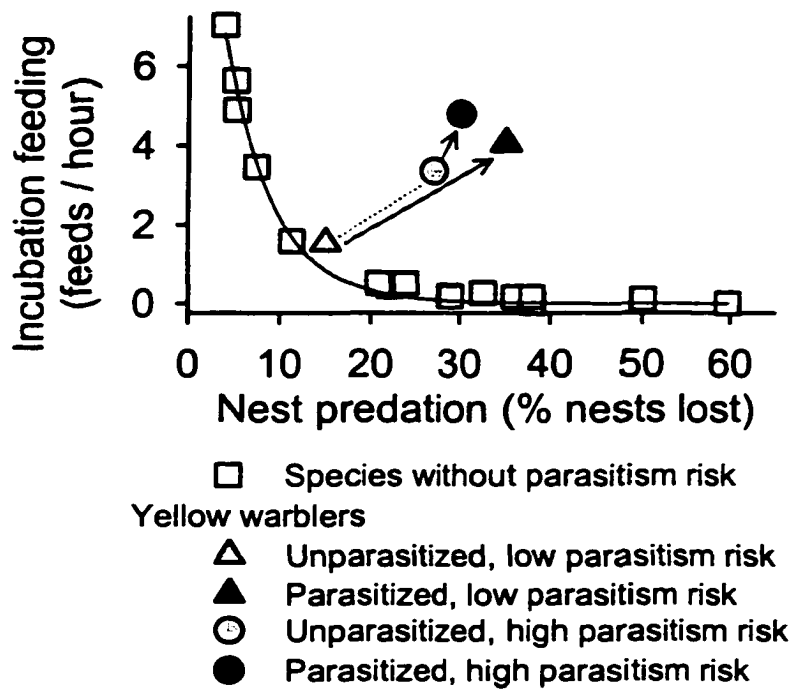 Incubation feeding
(feeds / hour)
6
4
2
0
0 10 20 30 40 50 60
Nest predation (% nests lost)
Species without parasitism risk
Yellow warblers
Unparasitized, low parasitism risk
Parasitized, low parasitism risk
Unparasitized, high parasitism risk
Parasitized, high parasitism risk